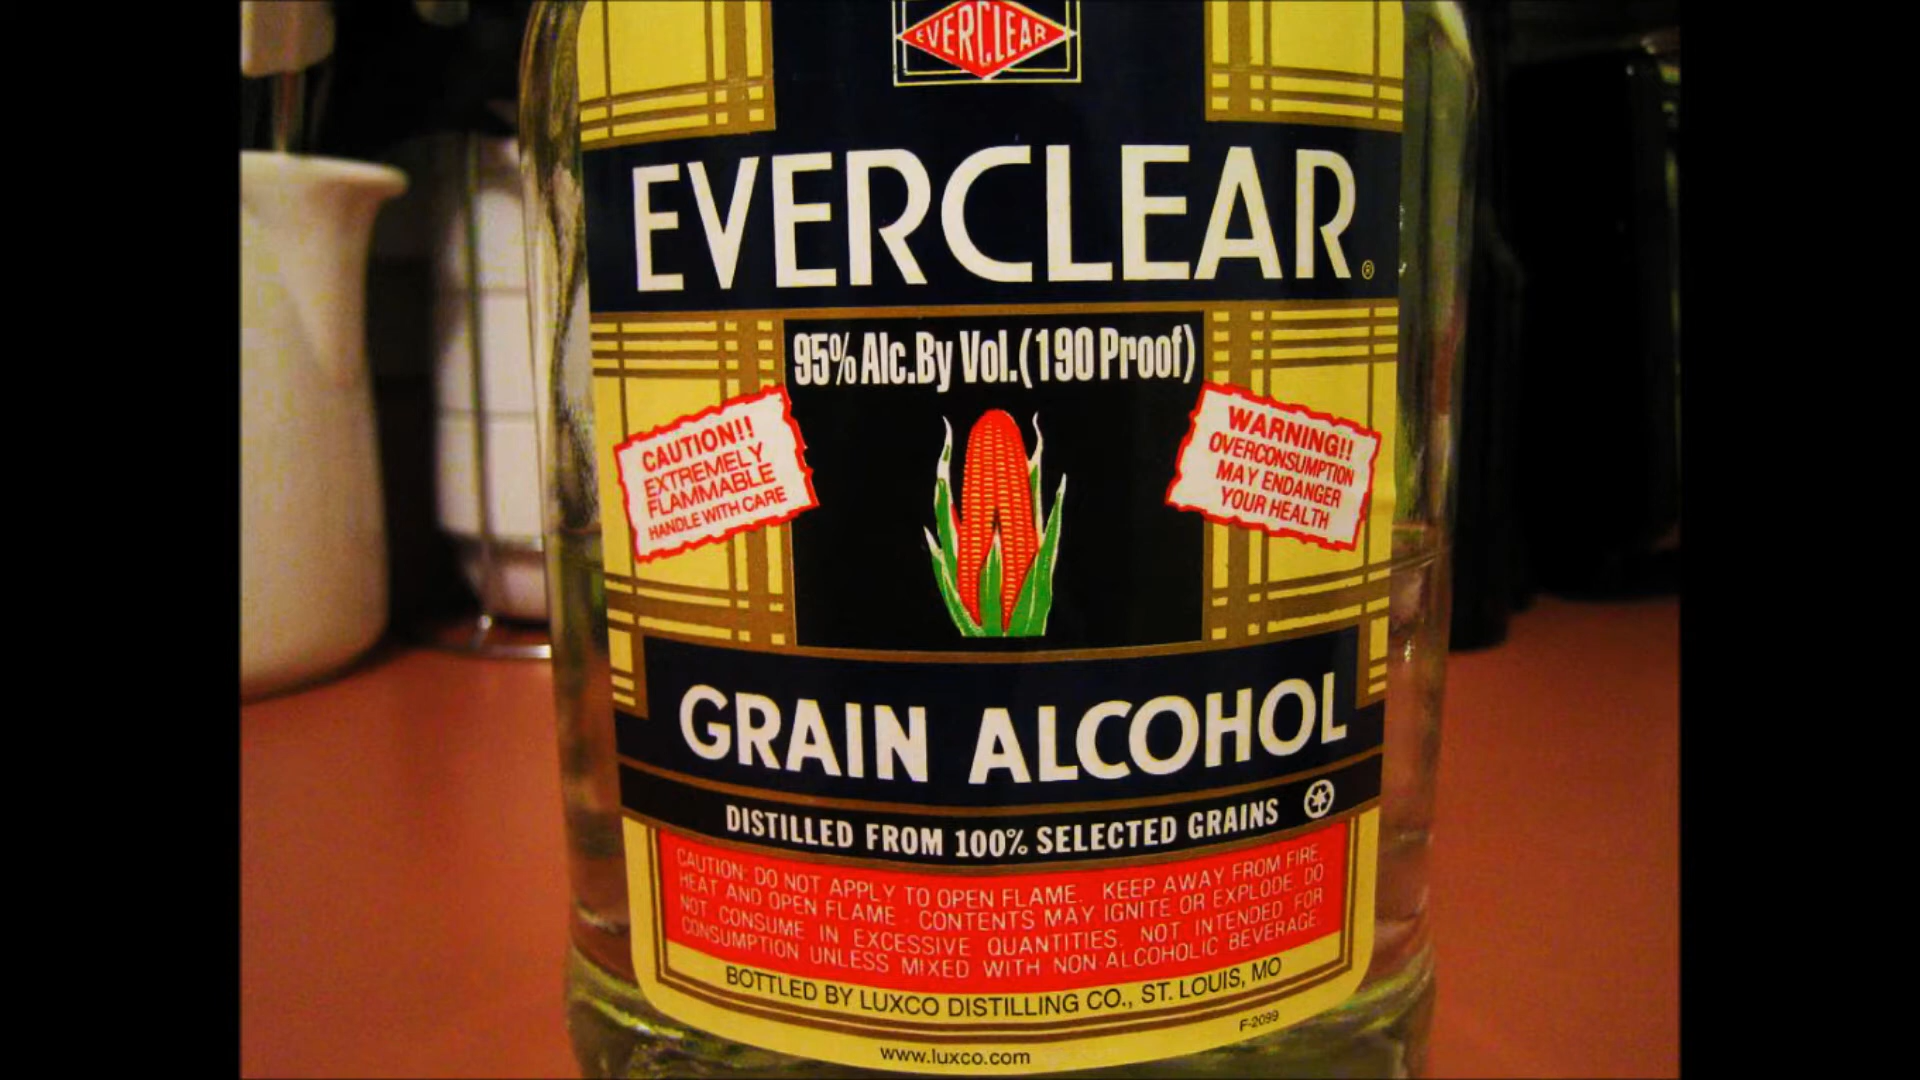 EVERCLEAR
EVERCLEAR®
95% Alc.By Vol.(190 Proof)
CAUTION!!
EXTREMELY
FLAMMABLE
HANDLE WITH CARE
WARNING!!
OVERCONSUMPTION
MAY ENDANGER
YOUR HEALTH
GRAIN ALCOHOL
DISTILLED FROM 100% SELECTED GRAINS
CAUTION: DO NOT APPLY TO OPEN FLAME. KEEP AWAY FROM FIRE,
HEAT AND OPEN FLAME. CONTENTS MAY IGNITE OR EXPLODE. DO
NOT CONSUME IN EXCESSIVE QUANTITIES. NOT INTENDED FOR
CONSUMPTION UNLESS MIXED WITH NON-ALCOHOLIC BEVERAGE.
BOTTLED BY LUXCO DISTILLING CO., ST. LOUIS, MO
F-2099
www.luxco.com